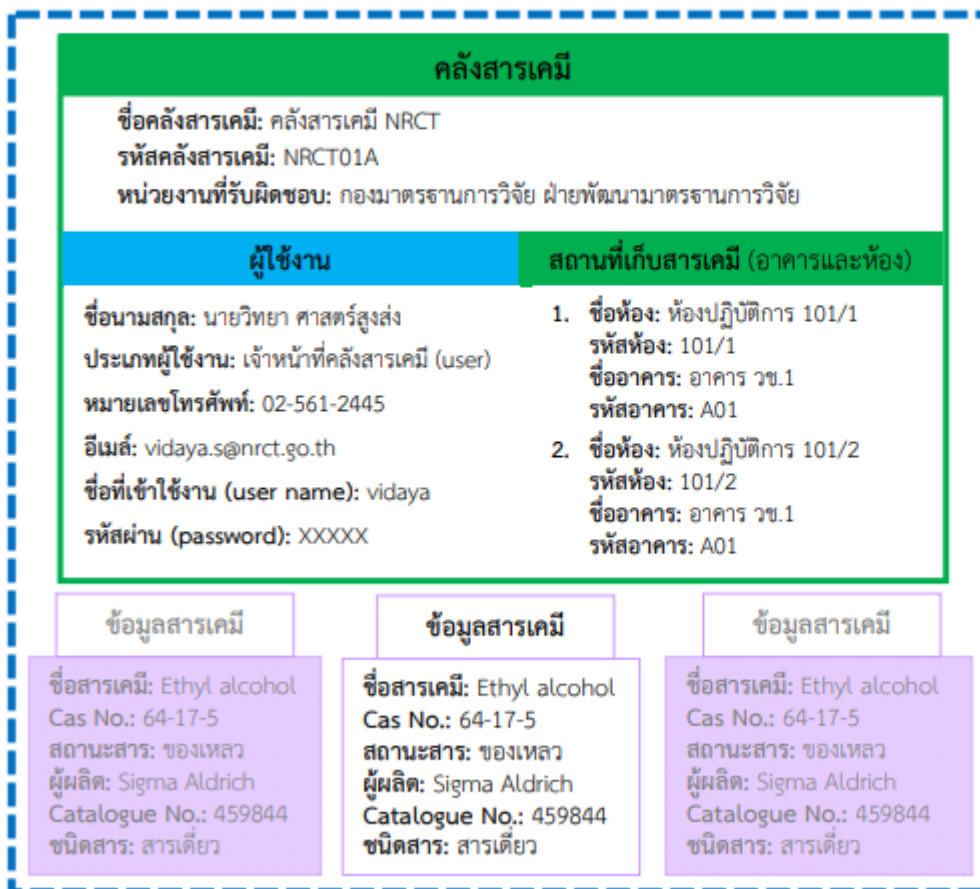 คลังสารเคมี
ชื่อคลังสารเคมี: คลังสารเคมี NRCT
รหัสคลังสารเคมี: NRCT01A
หน่วยงานที่รับผิดชอบ: กองมาตรฐานการวิจัย ฝ่ายพัฒนามาตรฐานการวิจัย
ผู้ใช้งาน
ชื่อนามสกุล: นายวิทยา ศาสตร์สูงส่ง
ประเภทผู้ใช้งาน: เจ้าหน้าที่คลังสารเคมี (user)
หมายเลขโทรศัพท์: 02-561-2445
อีเมล์: vidaya.s@nrct.go.th
ชื่อที่เข้าใช้งาน (user name): vidaya
รหัสผ่าน (password): XXXXX
สถานที่เก็บสารเคมี (อาคารและห้อง)
1. ชื่อห้อง: ห้องปฏิบัติการ 101/1
รหัสห้อง: 101/1
ชื่ออาคาร: อาคาร วช.1
รหัสอาคาร: A01
2. ชื่อห้อง: ห้องปฏิบัติการ 101/2
รหัสห้อง: 101/2
ชื่ออาคาร: อาคาร วช.1
รหัสอาคาร: A01
ข้อมูลสารเคมี
ชื่อสารเคมี: Ethyl alcohol
Cas No.: 64-17-5
สถานะสาร: ของเหลว
ผู้ผลิต: Sigma Aldrich
Catalogue No.: 459844
ชนิดสาร: สารเดี่ยว
ข้อมูลสารเคมี
ชื่อสารเคมี: Ethyl alcohol
Cas No.: 64-17-5
สถานะสาร: ของเหลว
ผู้ผลิต: Sigma Aldrich
Catalogue No.: 459844
ชนิดสาร: สารเดี่ยว
ข้อมูลสารเคมี
ชื่อสารเคมี: Ethyl alcohol
Cas No.: 64-17-5
สถานะสาร: ของเหลว
ผู้ผลิต: Sigma Aldrich
Catalogue No.: 459844
ชนิดสาร: สารเดี่ยว